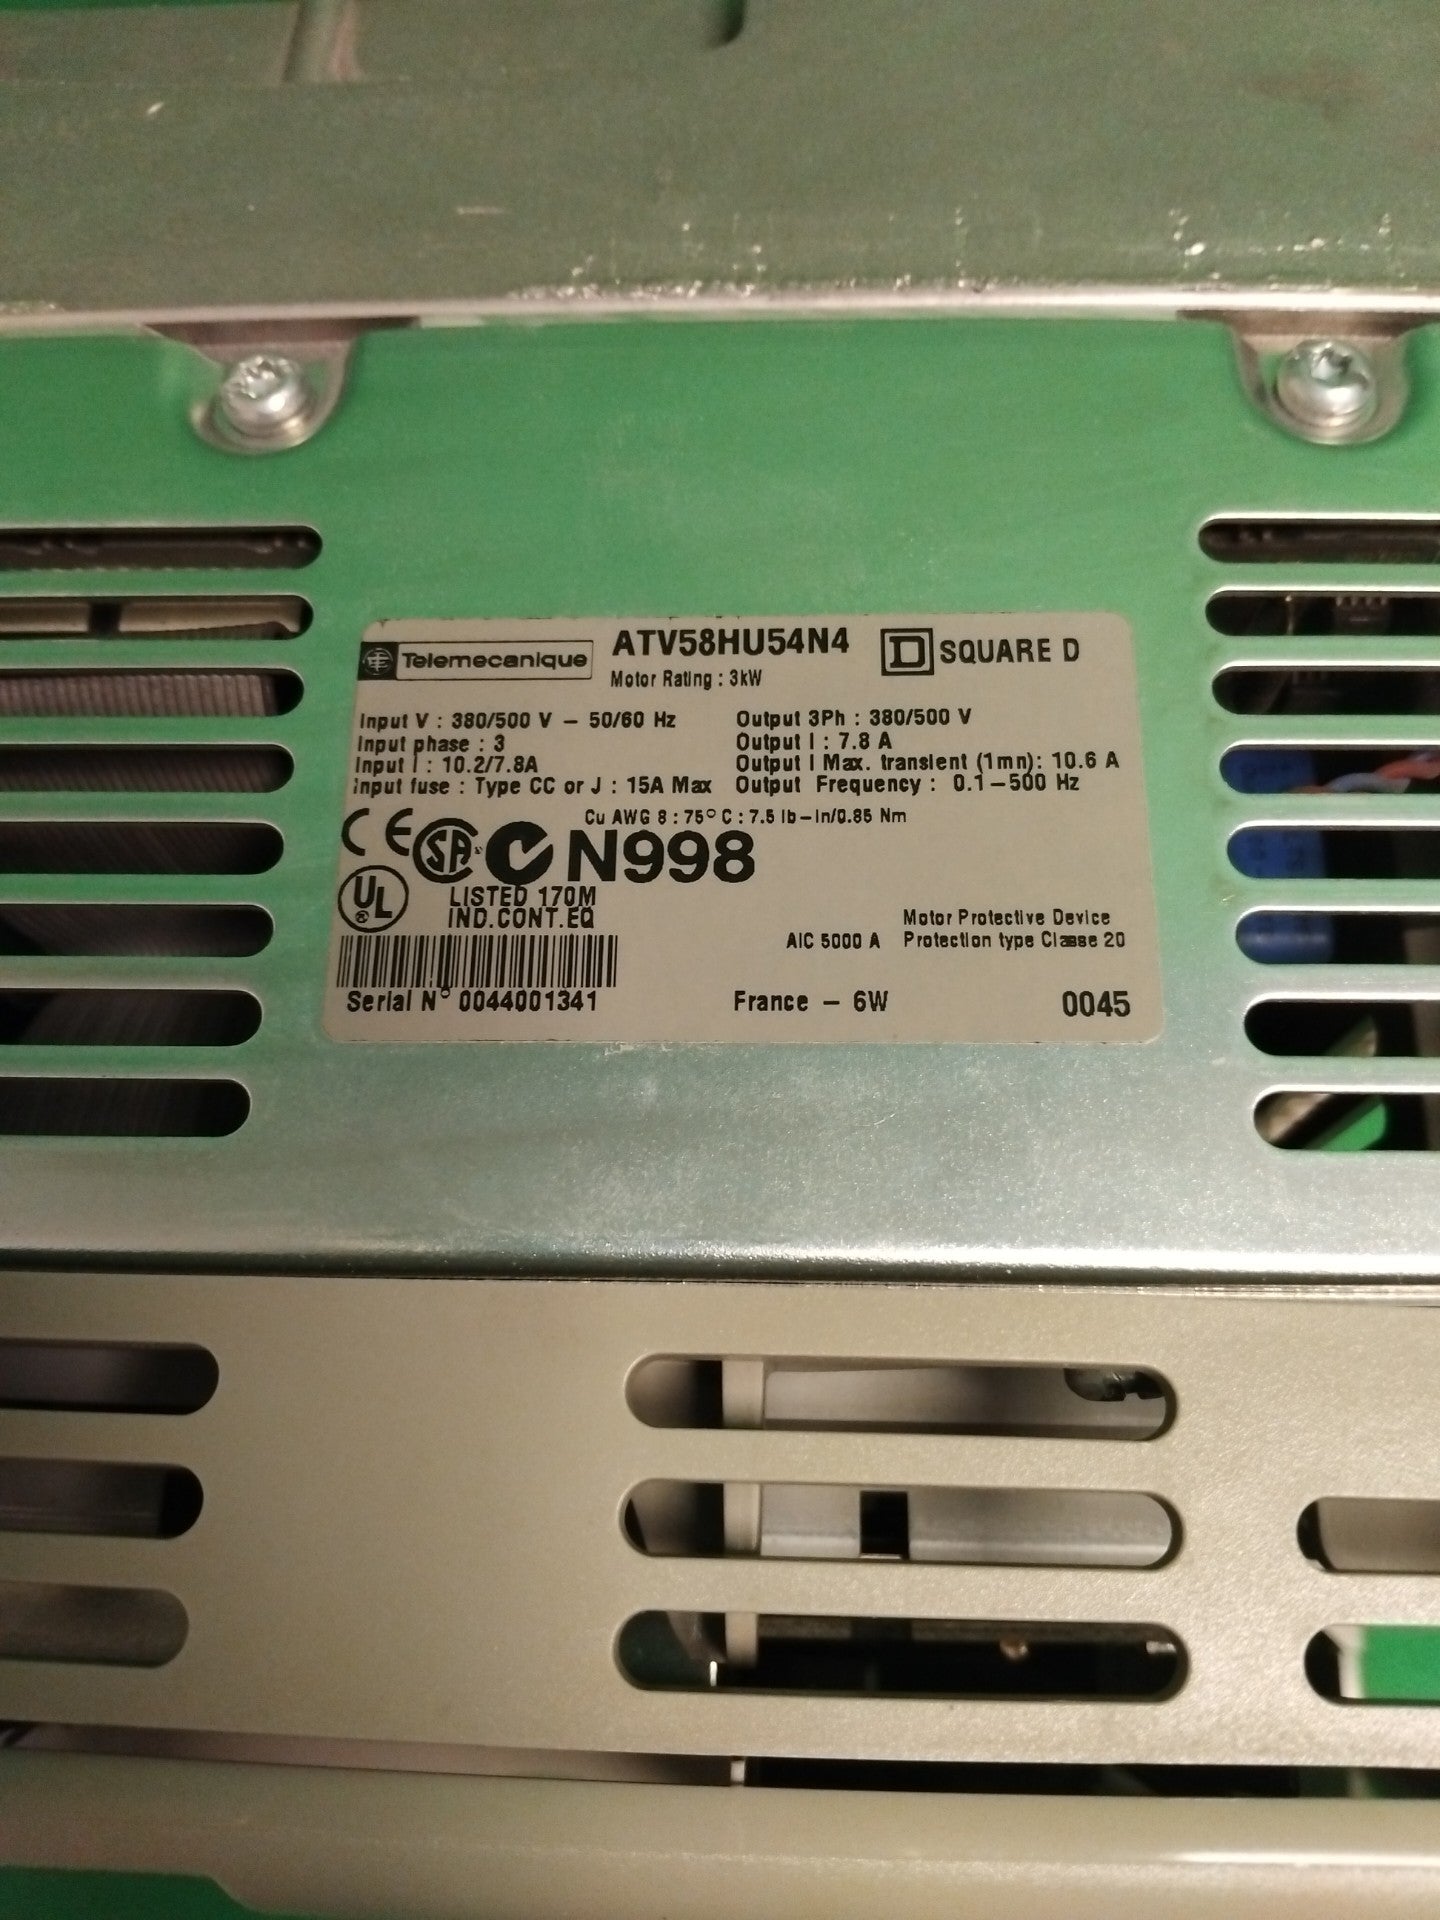 Telemecanique ATV58HU54N4 D SQUARE D
Motor Rating : 3kW
Input V : 380/500 V – 50/60 Hz Output 3Ph : 380/500 V
Input phase : 3 Output I : 7.8 A
Input I : 10.2/7.8A Output I Max. transient (1mn): 10.6 A
Input fuse : Type CC or J : 15A Max Output Frequency : 0.1–500 Hz
Cu AWG 8 : 75° C : 7.5 lb–in/0.85 Nm
CE SA N998
UL LISTED 170M
IND.CONT.EQ
Motor Protective Device
AIC 5000 A Protection type Classe 20
Serial N° 0044001341 France – 6W 0045